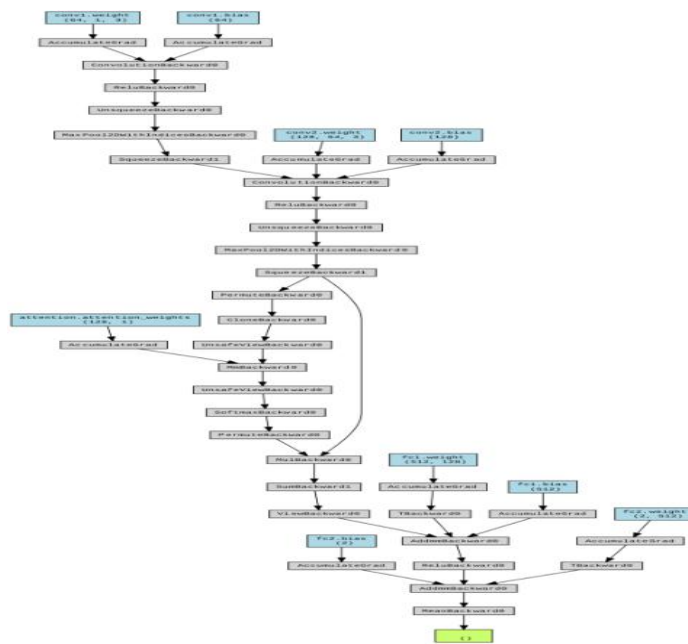 conv1.weight conv1.bias
(64, 1, 3) (64)
AccumulateGrad AccumulateGrad
ConvolutionBackward0
ReluBackward0
UnsqueezeBackward0
MaxPool2DWithIndicesBackward0
conv2.weight conv2.bias
(128, 64, 3) (128)
SqueezeBackward1 AccumulateGrad AccumulateGrad
ConvolutionBackward0
ReluBackward0
UnsqueezeBackward0
MaxPool2DWithIndicesBackward0
SqueezeBackward1
PermuteBackward0
attention.attention_weights
(128, 1)
CloneBackward0
AccumulateGrad UnsafeViewBackward0
MmBackward0
UnsafeViewBackward0
SoftmaxBackward0
PermuteBackward0
MulBackward0
fc1.weight
(512, 128)
SumBackward1 AccumulateGrad
fc1.bias
(512)
ViewBackward0 TBackward0 AccumulateGrad
fc2.weight
(2, 512)
fc2.bias
(2)
AddmmBackward0 AccumulateGrad
AccumulateGrad ReluBackward0 TBackward0
AddmmBackward0
MeanBackward0
()